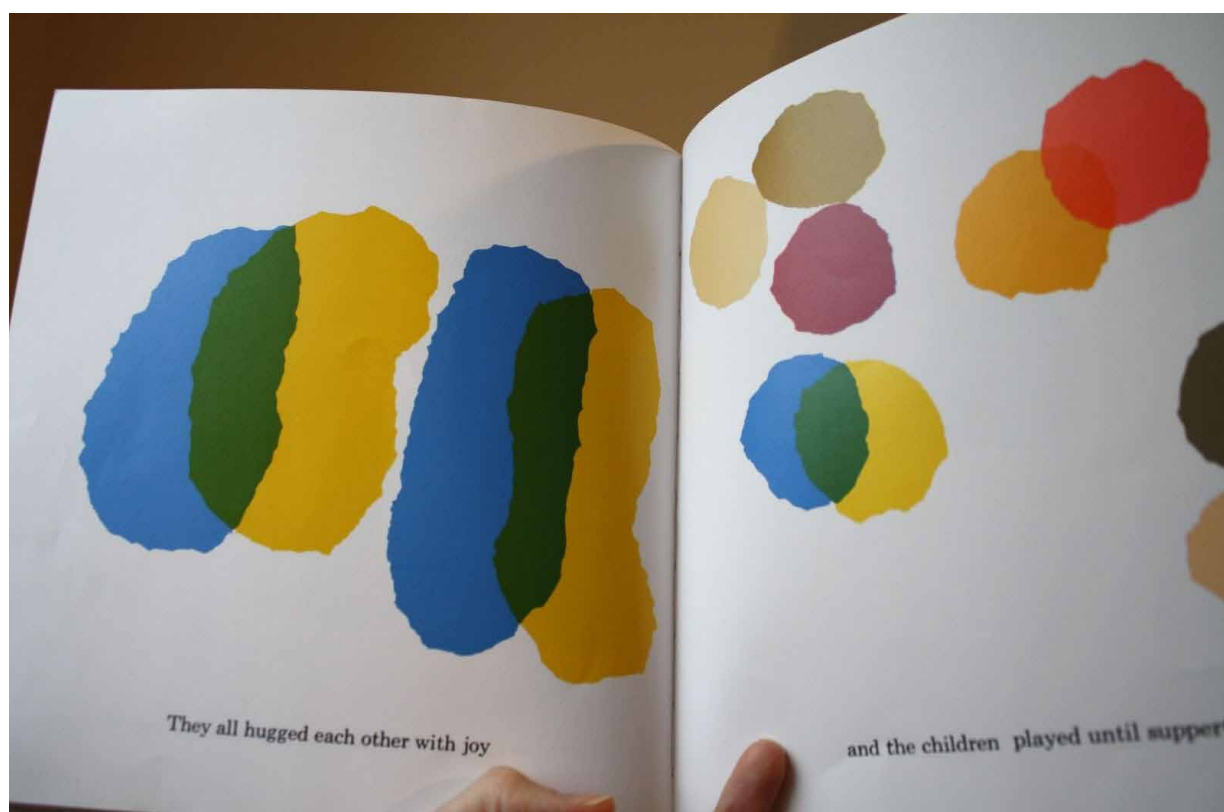 They all hugged each other with joy
and the children played until supper